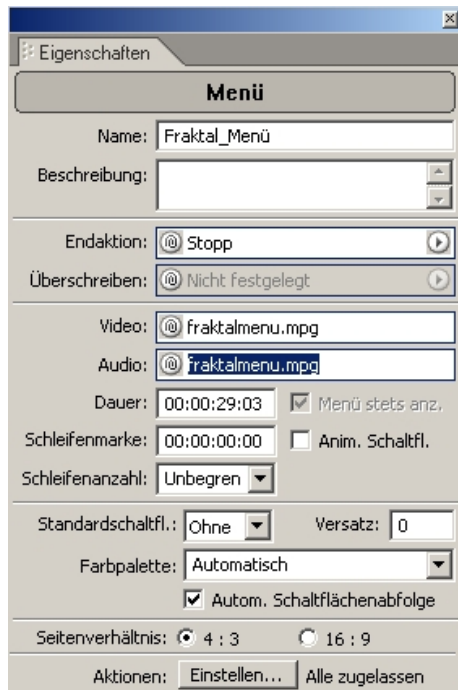 Eigenschaften
Menü
Name: Fraktal_Menü
Beschreibung:
Endaktion: Stopp
Überschreiben: Nicht festgelegt
Video: fraktalmenu.mpg
Audio: fraktalmenu.mpg
Dauer: 00:00:29:03 Menü stets anz.
Schleifenmarke: 00:00:00:00 Anim. Schaltfl.
Schleifenanzahl: Unbegren
Standardschaltfl.: Ohne Versatz: 0
Farbpalette: Automatisch
Autom. Schaltflächenabfolge
Seitenverhältnis: 4 : 3 16 : 9
Aktionen: Einstellen... Alle zugelassen